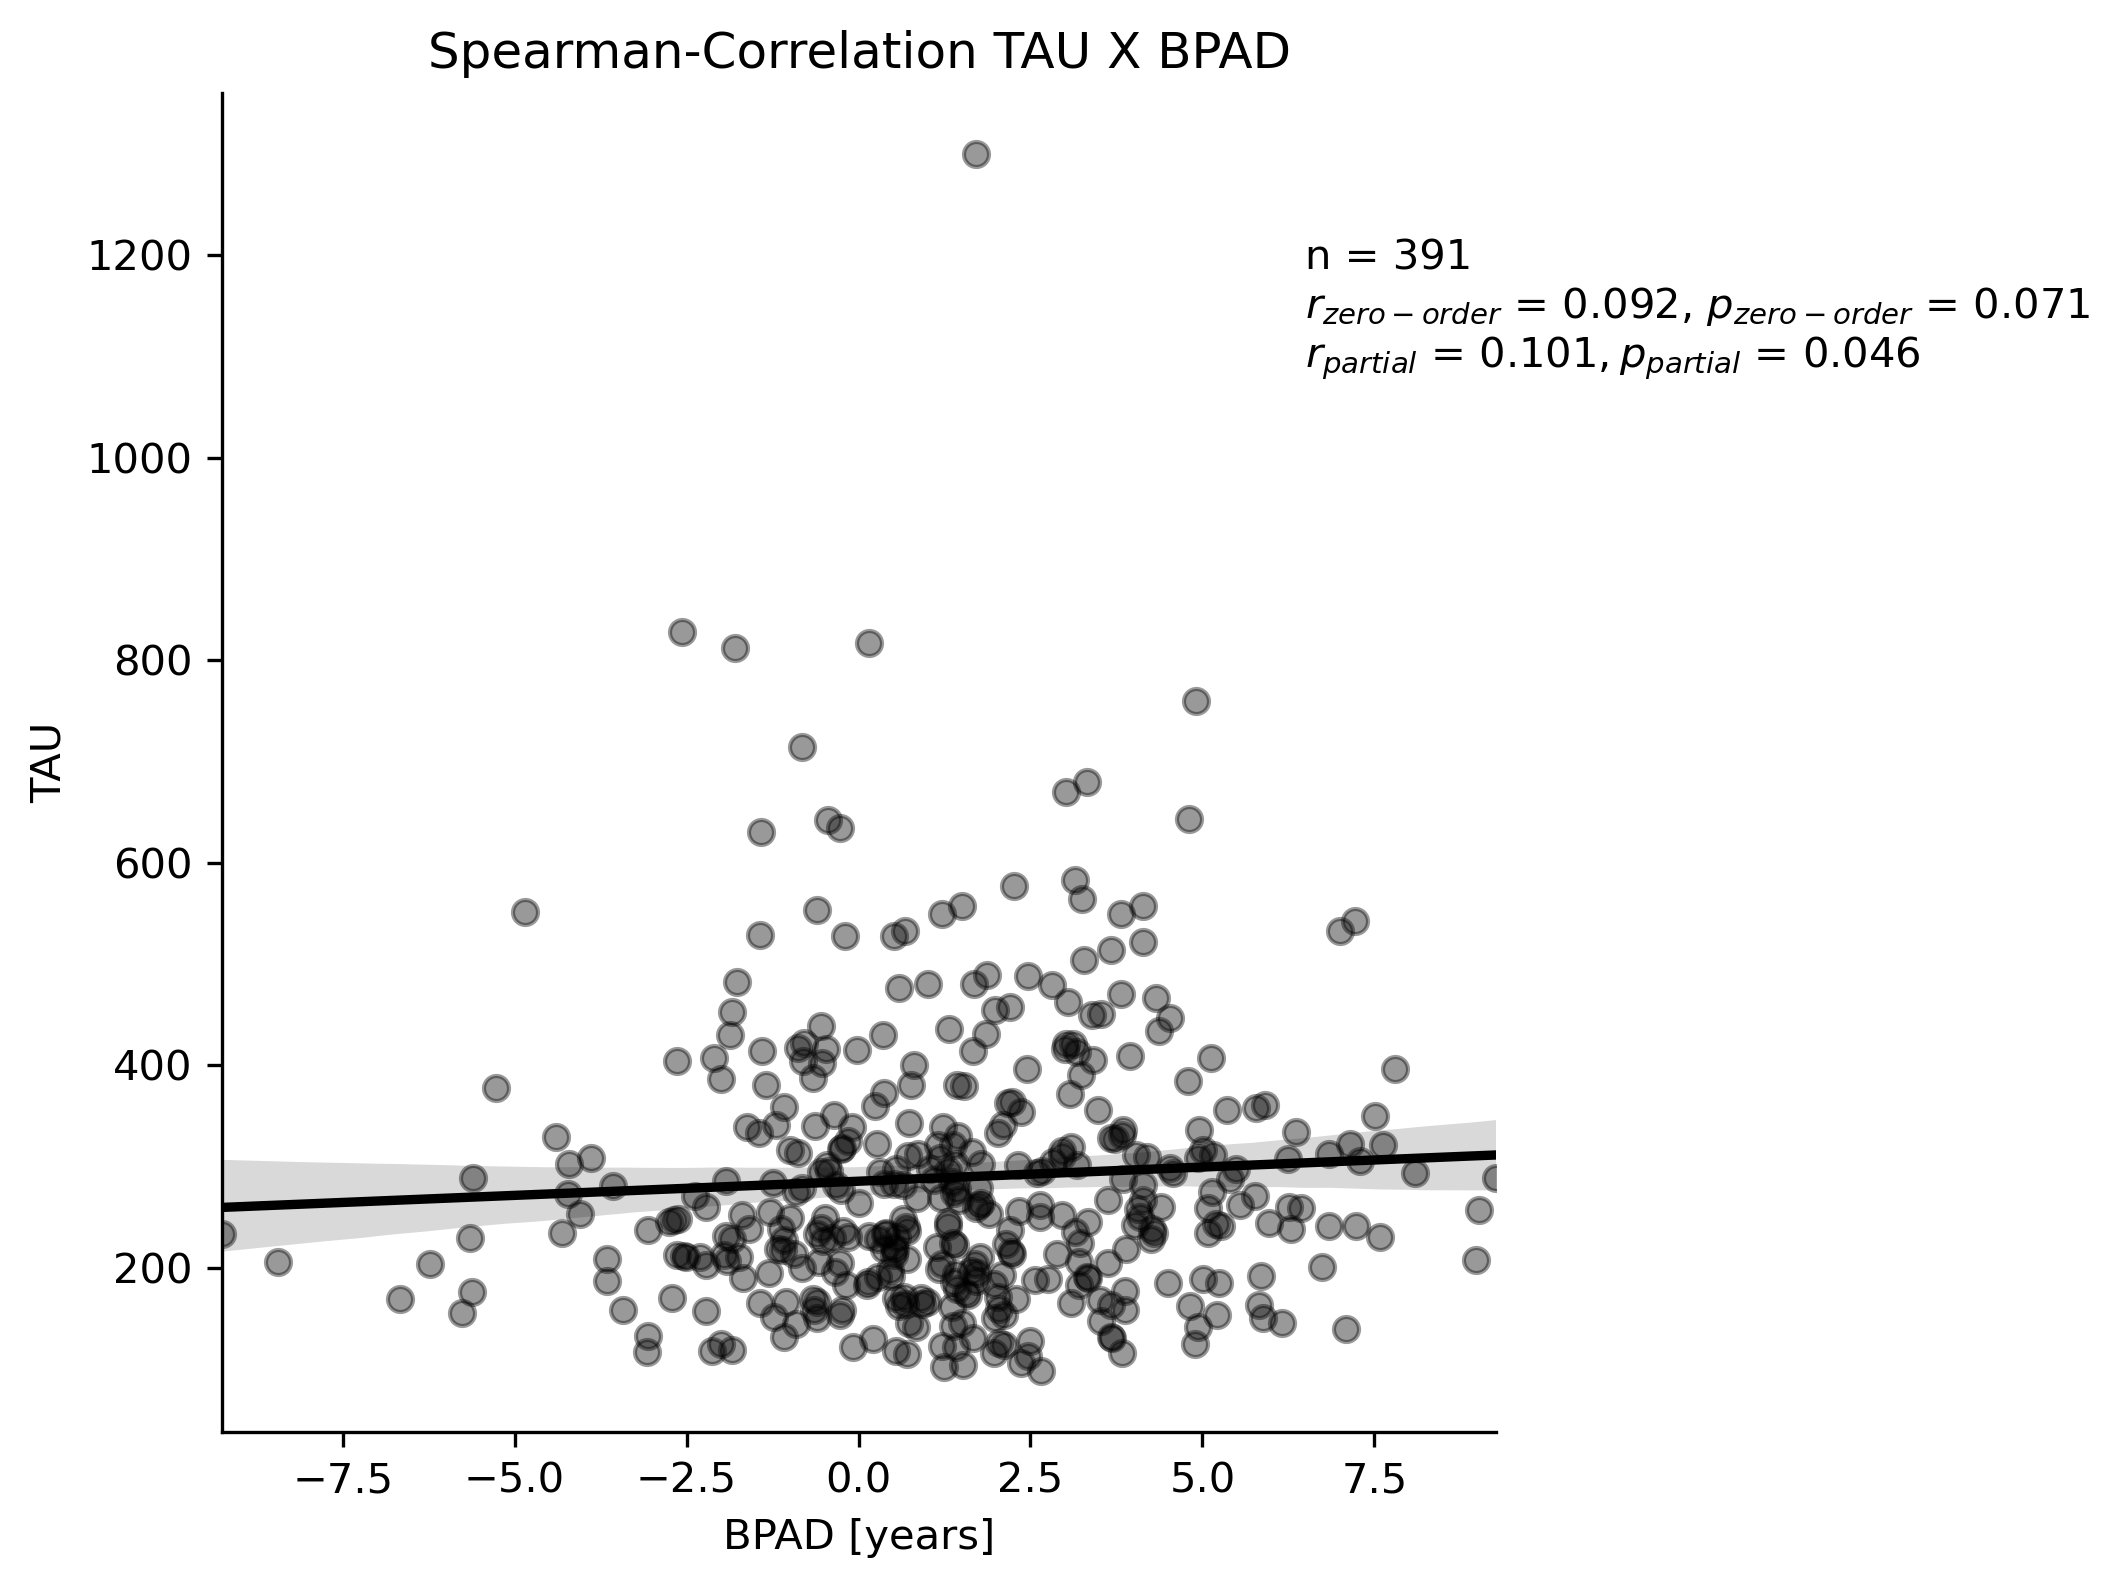 Spearman-Correlation TAU X BPAD
n = 391
r_zero−order = 0.092, p_zero−order = 0.071
r_partial = 0.101, p_partial = 0.046
1200
1000
800
600
400
200
TAU
−7.5 −5.0 −2.5 0.0 2.5 5.0 7.5
BPAD [years]